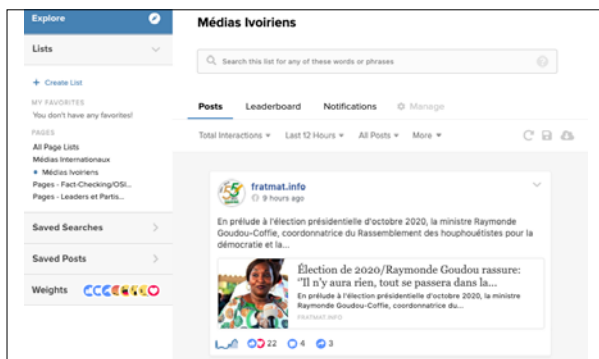 Explore
Lists
+ Create List
MY FAVORITES
You don't have any favorites!
PAGES
All Page Lists
Médias Internationaux
Médias Ivoiriens
Pages - Fact-Checking/OSI...
Pages - Leaders et Partis...
Saved Searches
Saved Posts
Weights
Médias Ivoiriens
Search this list for any of these words or phrases
Posts Leaderboard Notifications Manage
Total Interactions Last 12 Hours All Posts More
fratmat.info
9 hours ago
En prélude à l'élection présidentielle d'octobre 2020, la ministre Raymonde
Goudou-Coffie, coordonnatrice du Rassemblement des houphouétistes pour la
démocratie et la...
Élection de 2020/Raymonde Goudou rassure:
"Il n'y aura rien, tout se passera dans la...
En prélude à l'élection présidentielle d'octobre 2020, la ministre
Raymonde Goudou-Coffie, coordonnatrice du...
FRATMAT.INFO
22 4 3